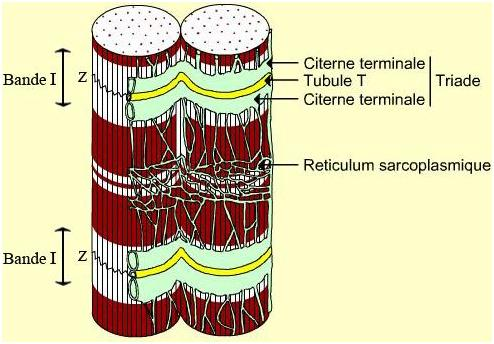 Citerne terminale
Bande I
Z
Tubule T
Triade
Citerne terminale
Reticulum sarcoplasmique
Bande I
Z